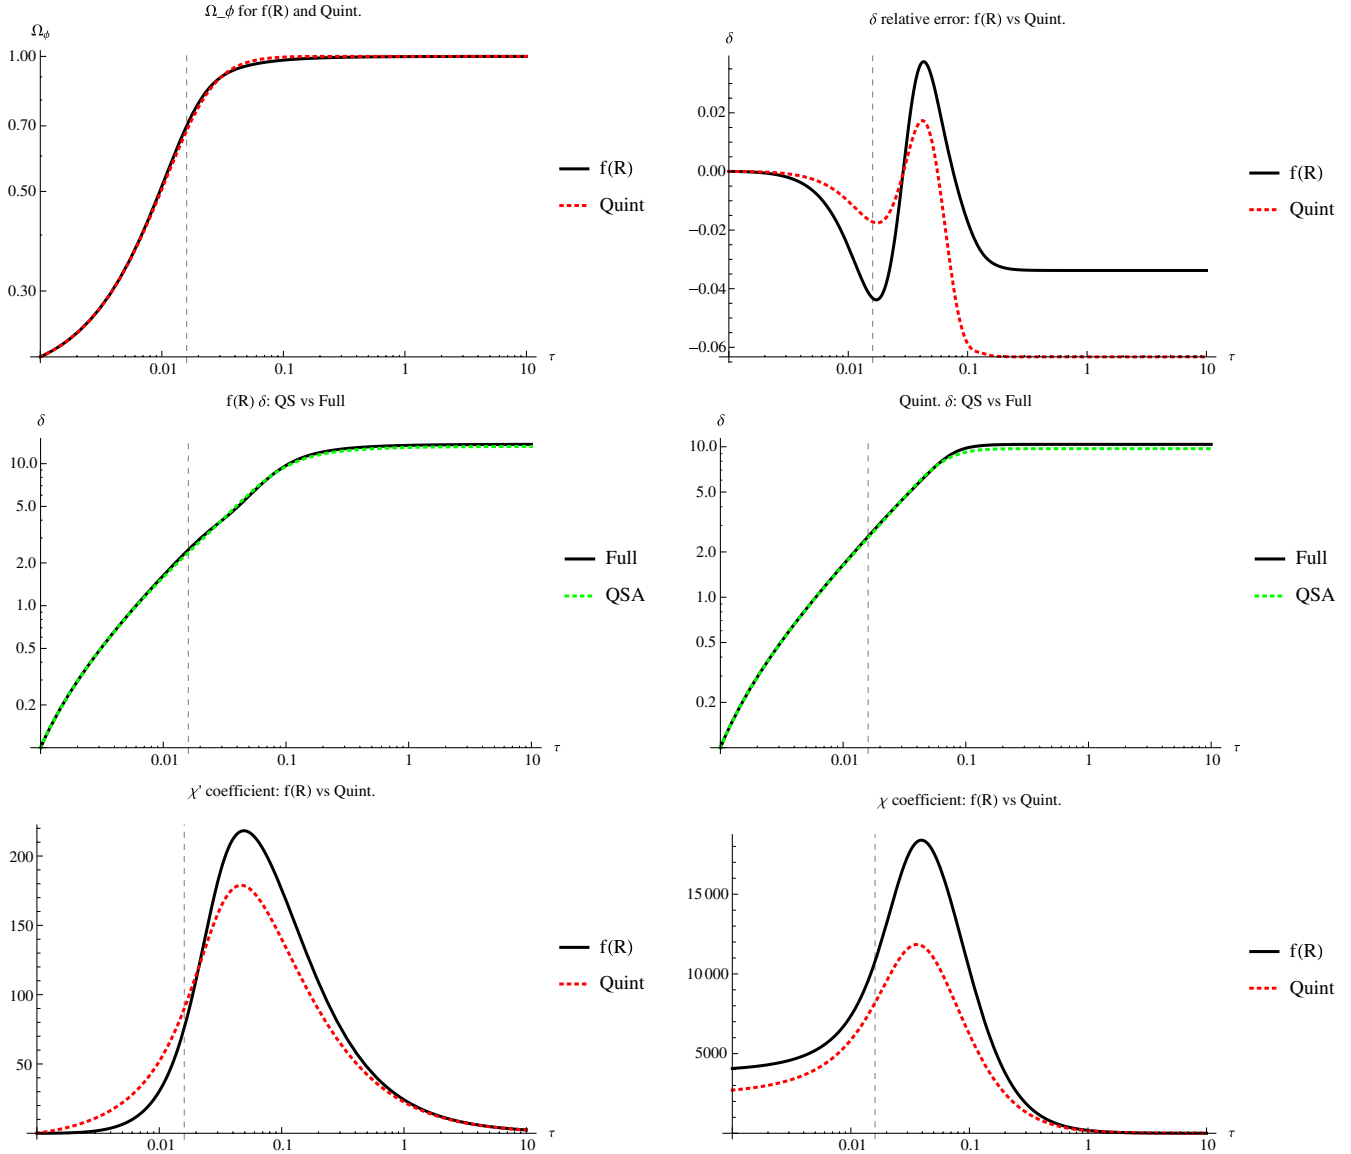 Ω_ϕ for f(R) and Quint.
Ω_ϕ
1.00
0.70
0.50
0.30
0.01
0.1
1
10
τ
f(R)
Quint
δ relative error: f(R) vs Quint.
δ
0.02
0.00
−0.02
−0.04
−0.06
0.01
0.1
1
10
τ
f(R)
Quint
f(R) δ: QS vs Full
δ
10.0
5.0
2.0
1.0
0.5
0.2
0.01
0.1
1
10
τ
Full
QSA
Quint. δ: QS vs Full
δ
10.0
5.0
2.0
1.0
0.5
0.2
0.01
0.1
1
10
τ
Full
QSA
χ' coefficient: f(R) vs Quint.
200
150
100
50
0.01
0.1
1
10
τ
f(R)
Quint
χ coefficient: f(R) vs Quint.
15 000
10 000
5000
0.01
0.1
1
10
τ
f(R)
Quint